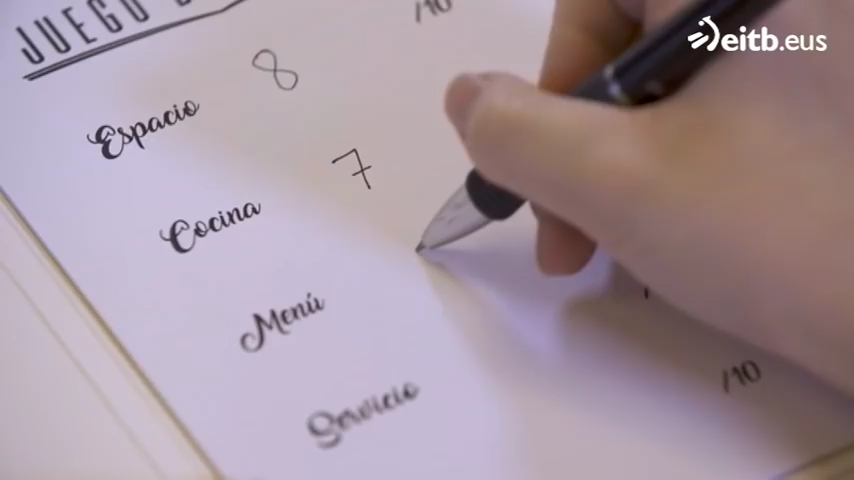 eitb.eus
JUEGO
/10
Espacio 8
Cocina 7
Menú
Servicio
/10